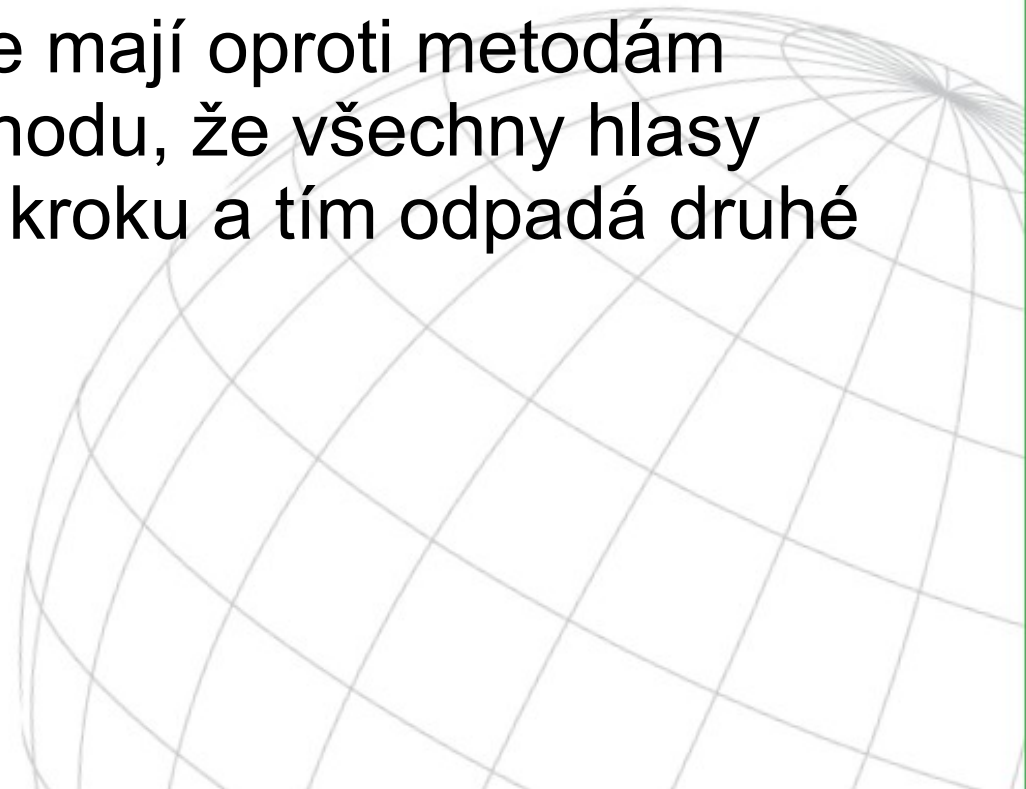 e mají oproti metodám
hodu, že všechny hlasy
kroku a tím odpadá druhé